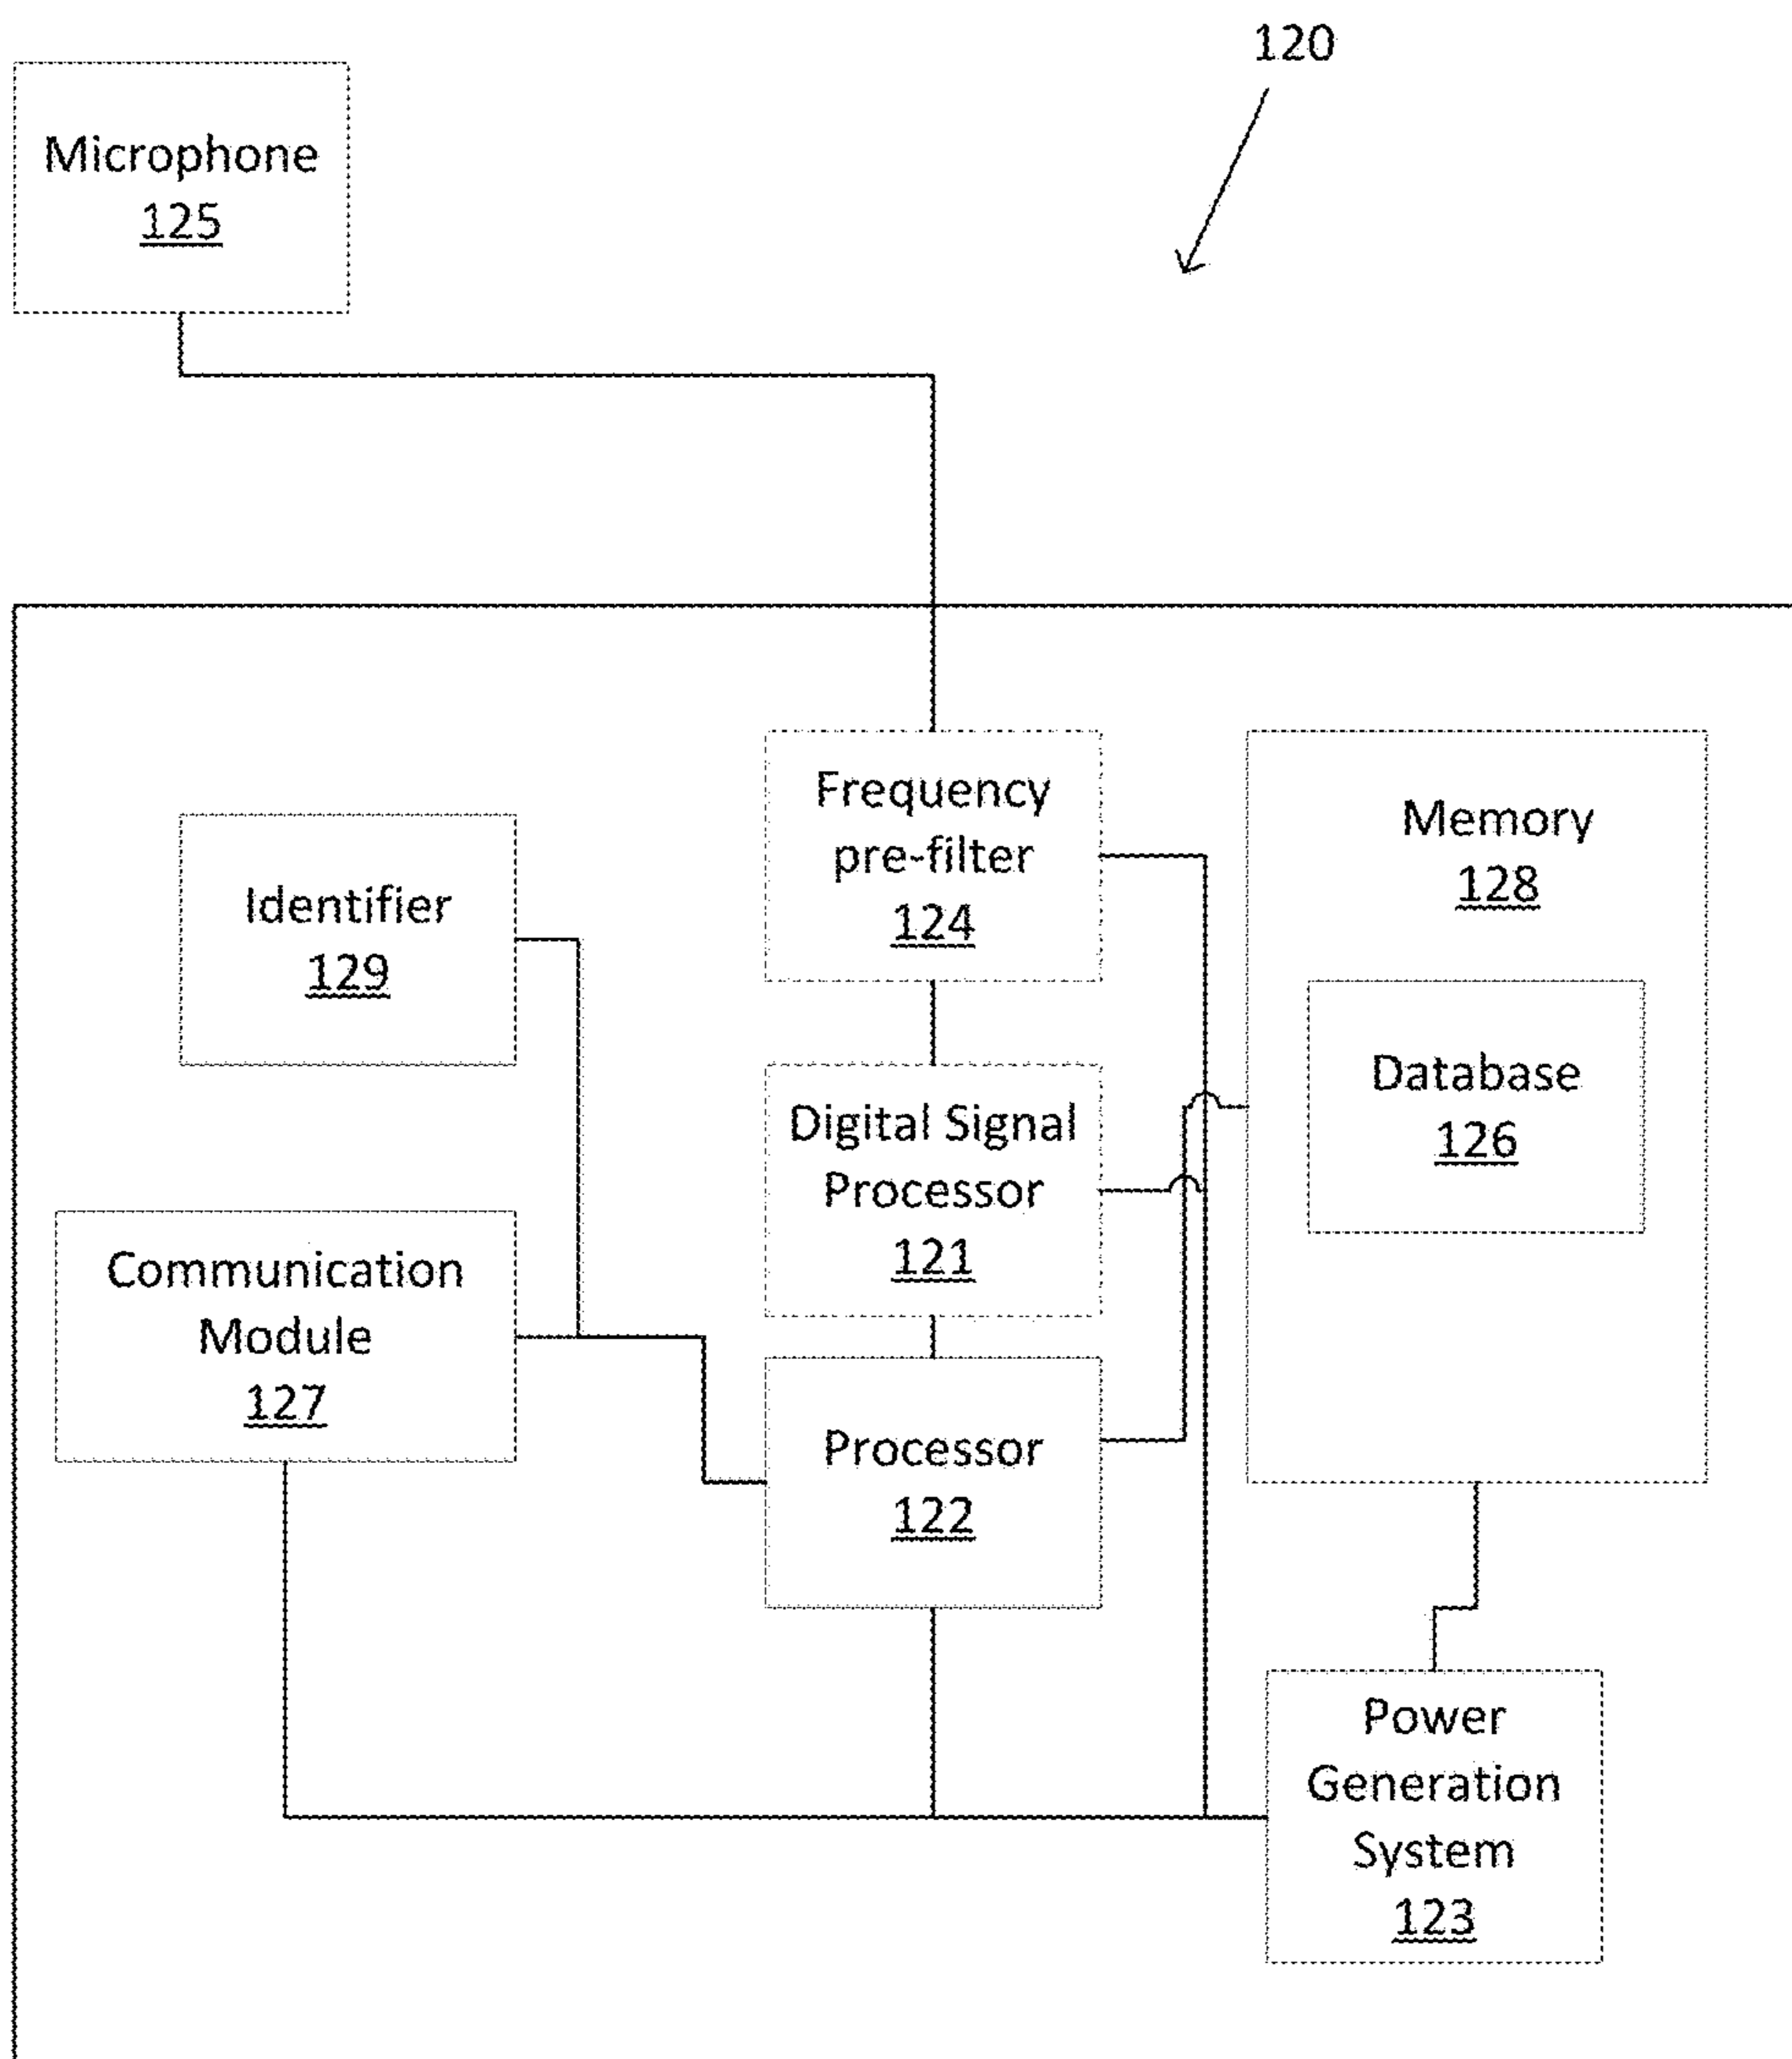 120
Microphone
125
Frequency
pre-filter
124
Memory
128
Identifier
129
Database
126
Digital Signal
Processor
121
Communication
Module
127
Processor
122
Power
Generation
System
123